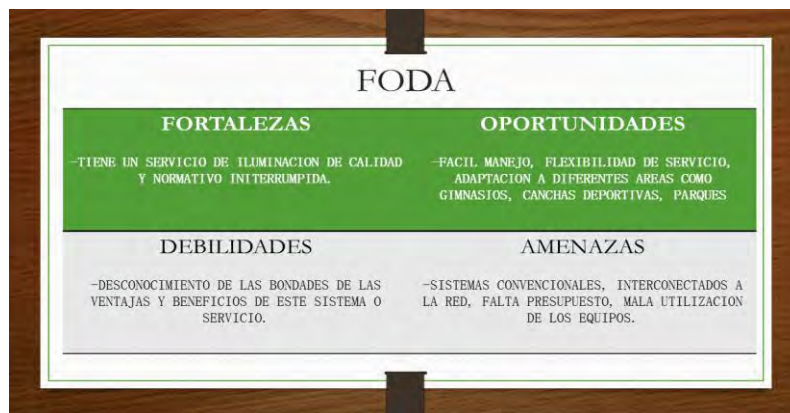 FODA
FORTALEZAS
-TIENE UN SERVICIO DE ILUMINACION DE CALIDAD
Y NORMATIVO INITERRUMPIDA.
OPORTUNIDADES
-FACIL MANEJO, FLEXIBILIDAD DE SERVICIO,
ADAPTACION A DIFERENTES AREAS COMO
GIMNASIOS, CANCHAS DEPORTIVAS, PARQUES
DEBILIDADES
-DESCONOCIMIENTO DE LAS BONDADES DE LAS
VENTAJAS Y BENEFICIOS DE ESTE SISTEMA O
SERVICIO.
AMENAZAS
-SISTEMAS CONVENCIONALES, INTERCONECTADOS A
LA RED, FALTA PRESUPUESTO, MALA UTILIZACION
DE LOS EQUIPOS.